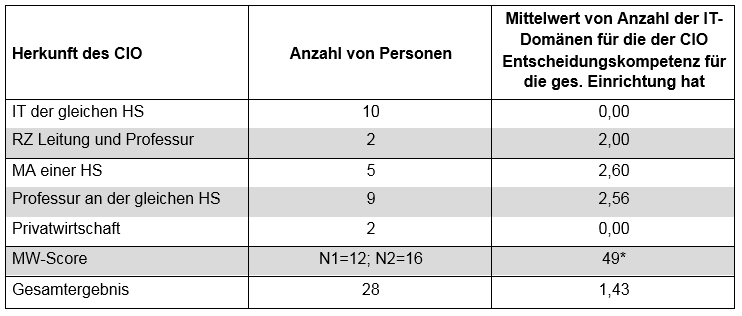 Herkunft des CIO Anzahl von Personen Mittelwert von Anzahl der IT-
Domänen für die der CIO
Entscheidungskompetenz für
die ges. Einrichtung hat
IT der gleichen HS 10 0,00
RZ Leitung und Professur 2 2,00
MA einer HS 5 2,60
Professur an der gleichen HS 9 2,56
Privatwirtschaft 2 0,00
MW-Score N1=12; N2=16 49*
Gesamtergebnis 28 1,43